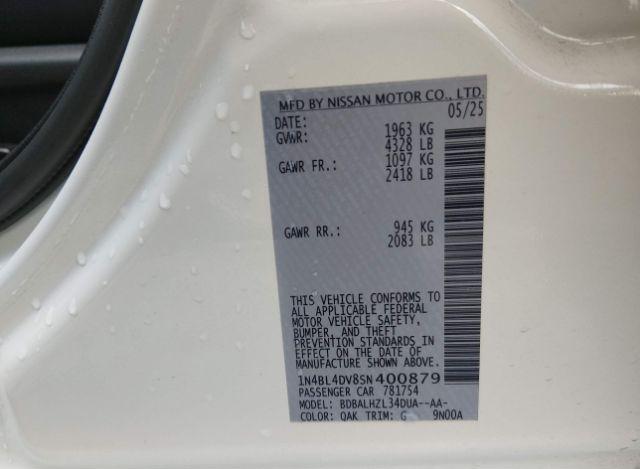 MFD BY NISSAN MOTOR CO., LTD.
DATE: 05/25
GVWR: 1963 KG
4328 LB
GAWR FR.: 1097 KG
2418 LB
GAWR RR.: 945 KG
2083 LB
THIS VEHICLE CONFORMS TO
ALL APPLICABLE FEDERAL
MOTOR VEHICLE SAFETY,
BUMPER, AND THEFT
PREVENTION STANDARDS IN
EFFECT ON THE DATE OF
MANUFACTURE SHOWN ABOVE.
1N4BL4DV8SN400879
PASSENGER CAR 781754
MODEL: BDBALHZL34DUA--AA-
COLOR: QAK TRIM: G 9N00A